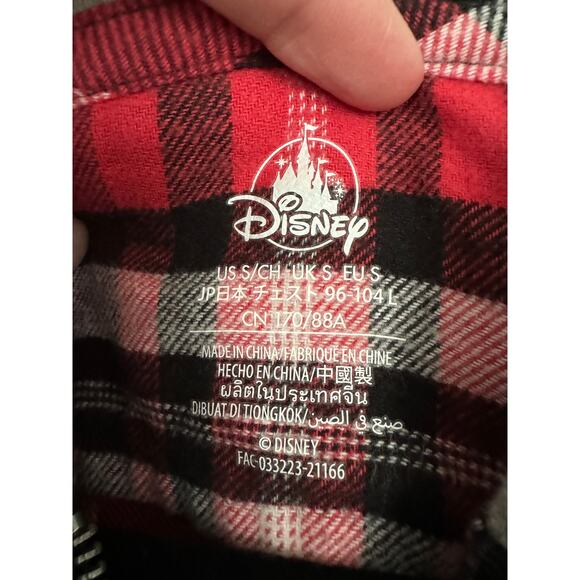 Disney
US S/CH UK S EU S
JP日本 チェスト 96-104 L
CN 170/88A
MADE IN CHINA/FABRIQUÉ EN CHINE
HECHO EN CHINA/中國製
ผลิตในประเทศจีน
DIBUAT DI TIONGKOK/صنع في الصين
© DISNEY
FAC-033223-21166